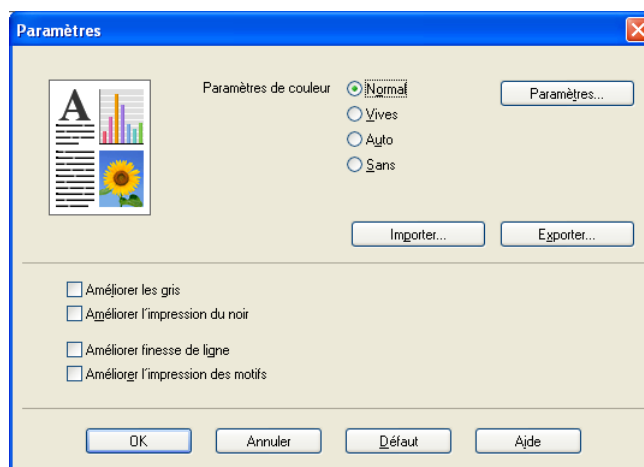 Paramètres
A
Paramètres de couleur
Normal
Vives
Auto
Sans
Paramètres...
Importer...
Exporter...
Améliorer les gris
Améliorer l'impression du noir
Améliorer finesse de ligne
Améliorer l'impression des motifs
OK
Annuler
Défaut
Aide